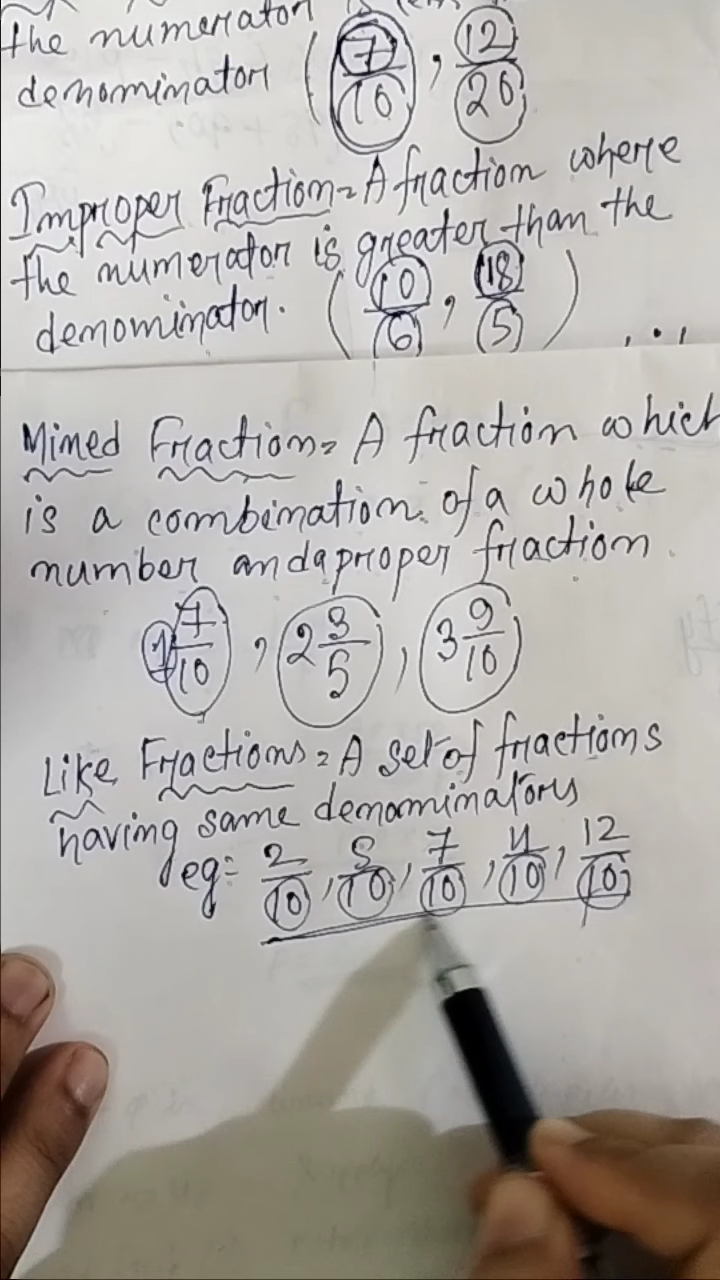 the numerator is
denominator ( 7/10 , 12/20
Improper Fraction = A fraction where
the numerator is greater than the
denominator. ( 10/6 , 18/5 ) ...
Mixed Fraction = A fraction which
is a combination of a whole
number and a proper fraction
1 7/10 , 2 3/5 , 3 9/10
Like Fractions = A set of fractions
having same denominators
eg = 2/10 , 5/10 , 7/10 , 4/10 , 12/10